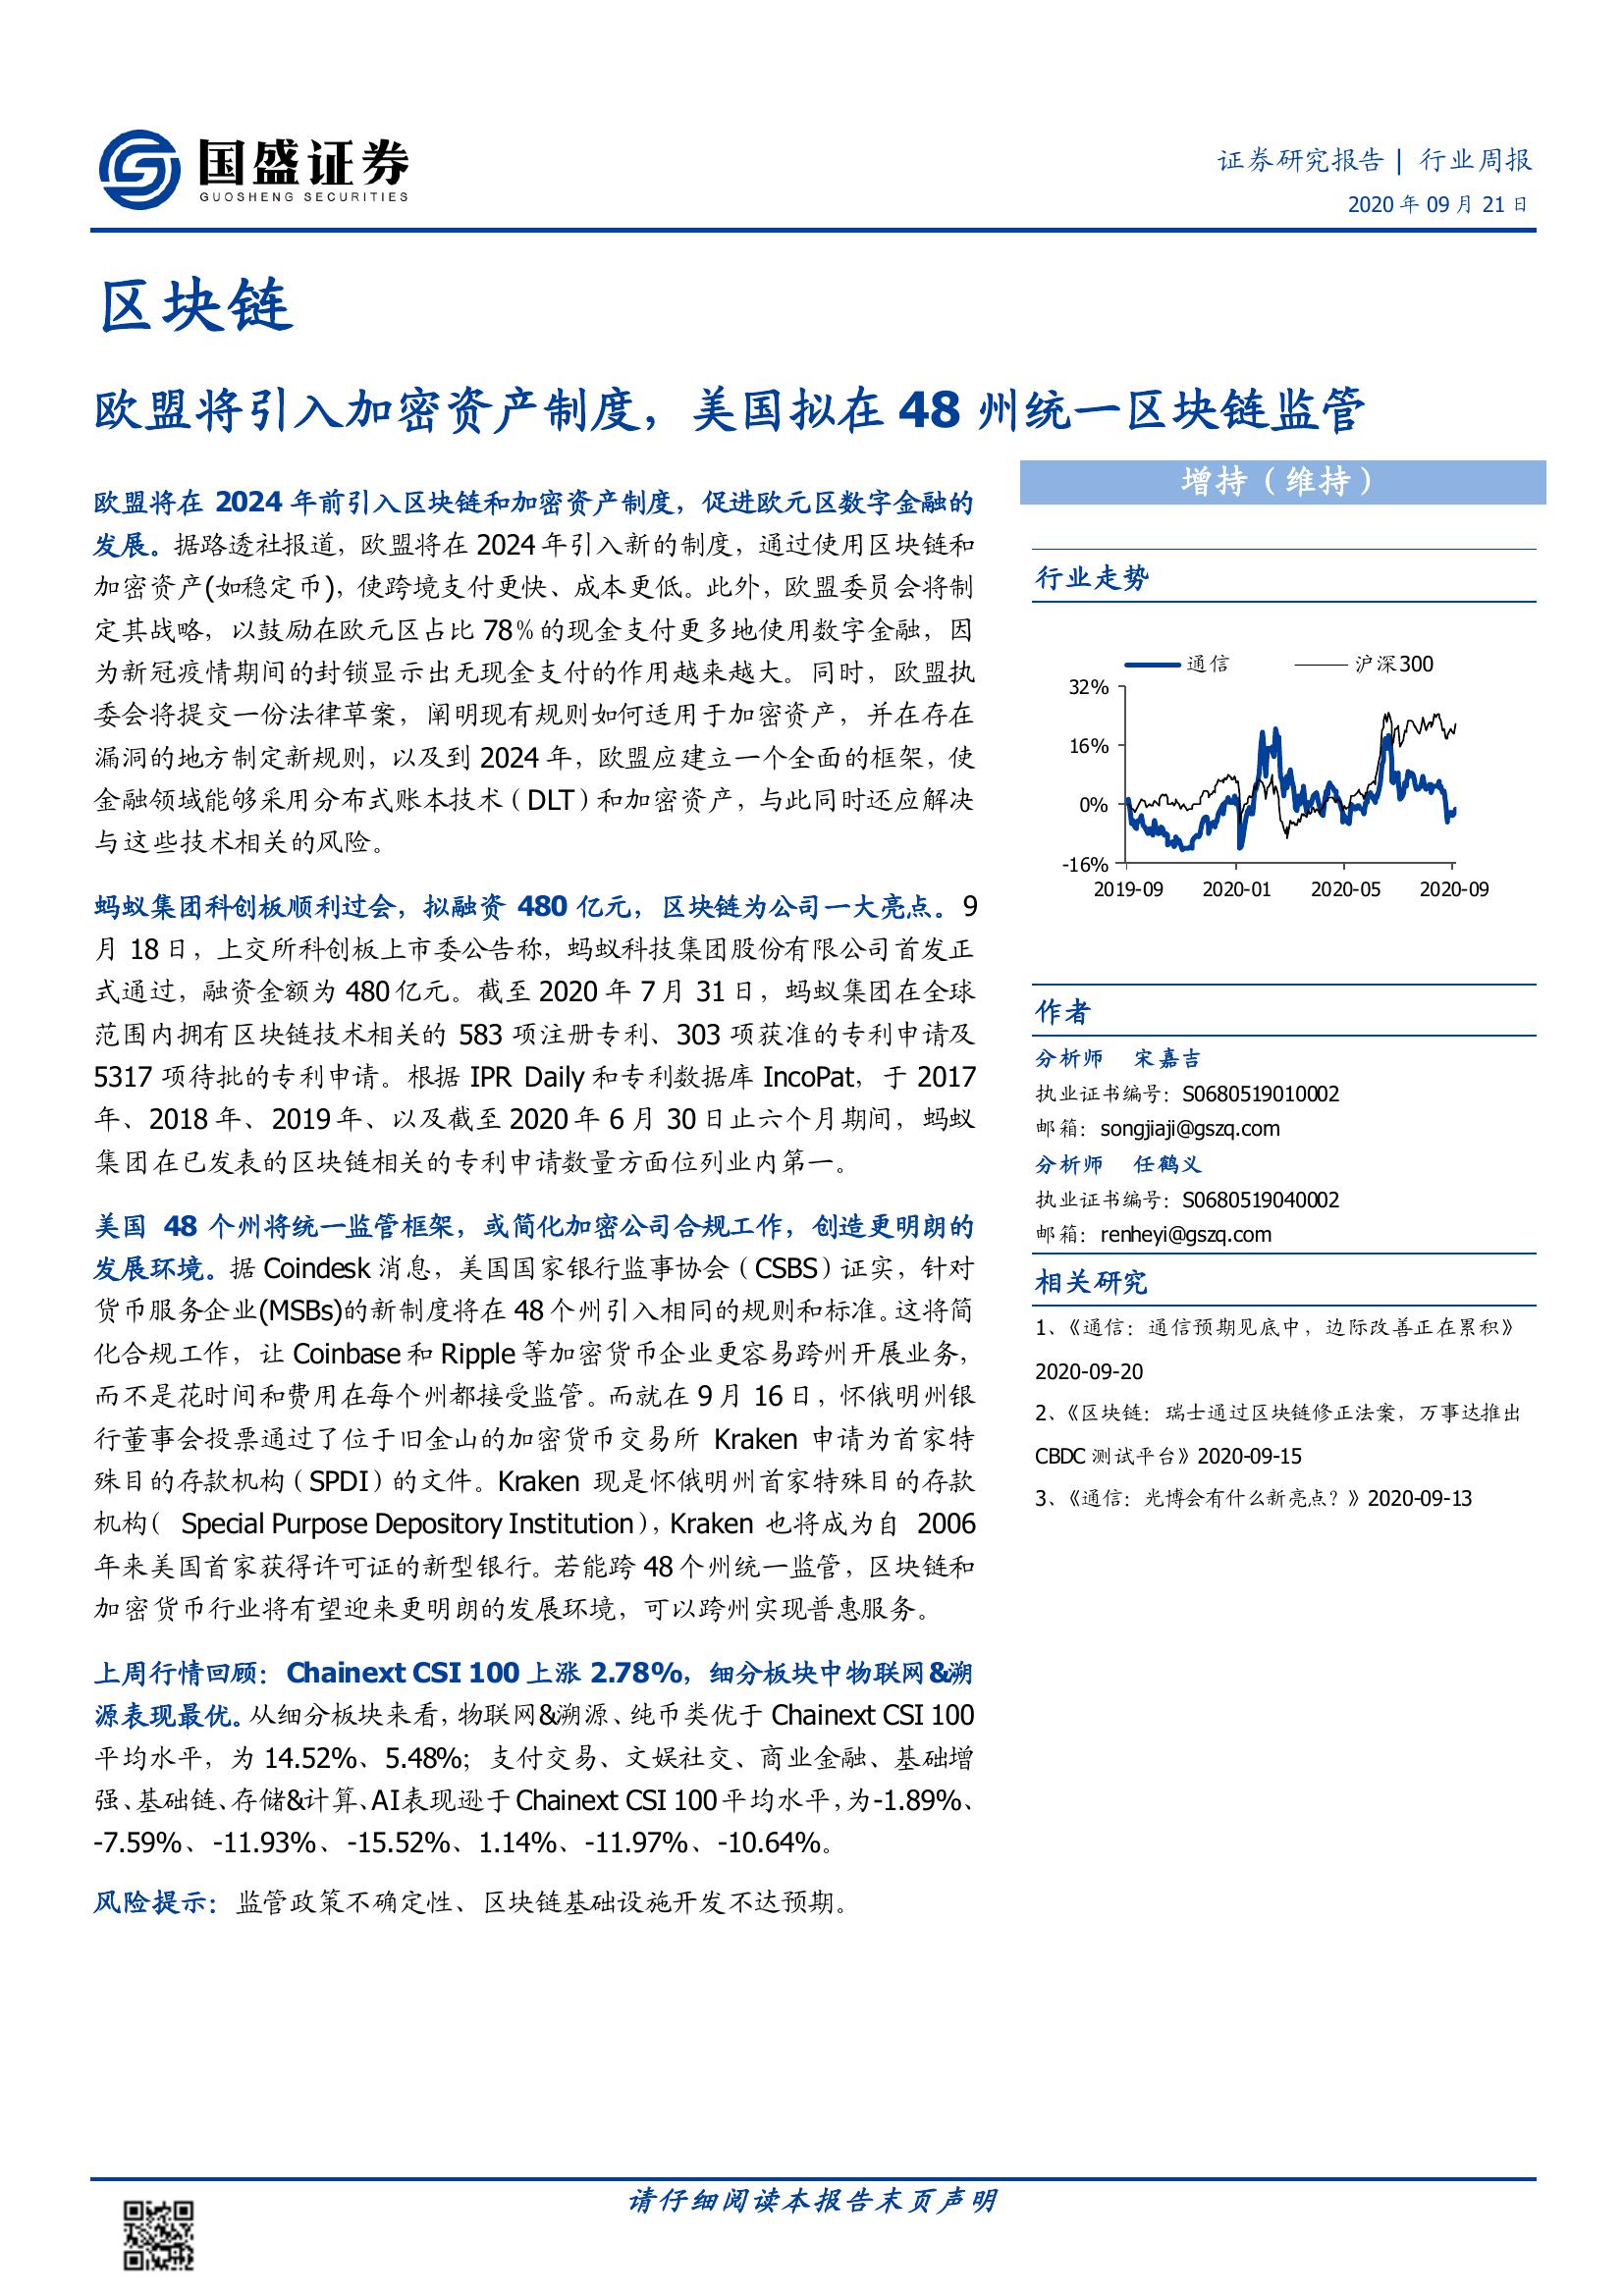 国盛证券
GUOSHENG SECURITIES
证券研究报告 | 行业周报
2020 年 09 月 21 日
区块链
欧盟将引入加密资产制度，美国拟在 48 州统一区块链监管
欧盟将在 2024 年前引入区块链和加密资产制度，促进欧元区数字金融的
发展。据路透社报道，欧盟将在 2024 年引入新的制度，通过使用区块链和
加密资产(如稳定币)，使跨境支付更快、成本更低。此外，欧盟委员会将制
定其战略，以鼓励在欧元区占比 78%的现金支付更多地使用数字金融，因
为新冠疫情期间的封锁显示出无现金支付的作用越来越大。同时，欧盟执
委会将提交一份法律草案，阐明现有规则如何适用于加密资产，并在存在
漏洞的地方制定新规则，以及到 2024 年，欧盟应建立一个全面的框架，使
金融领域能够采用分布式账本技术（DLT）和加密资产，与此同时还应解决
与这些技术相关的风险。
蚂蚁集团科创板顺利过会，拟融资 480 亿元，区块链为公司一大亮点。9
月 18 日，上交所科创板上市委公告称，蚂蚁科技集团股份有限公司首发正
式通过，融资金额为 480 亿元。截至 2020 年 7 月 31 日，蚂蚁集团在全球
范围内拥有区块链技术相关的 583 项注册专利、303 项获准的专利申请及
5317 项待批的专利申请。根据 IPR Daily 和专利数据库 IncoPat，于 2017
年、2018 年、2019 年、以及截至 2020 年 6 月 30 日止六个月期间，蚂蚁
集团在已发表的区块链相关的专利申请数量方面位列业内第一。
美国 48 个州将统一监管框架，或简化加密公司合规工作，创造更明朗的
发展环境。据 Coindesk 消息，美国国家银行监事协会（CSBS）证实，针对
货币服务企业(MSBs)的新制度将在 48 个州引入相同的规则和标准。这将简
化合规工作，让 Coinbase 和 Ripple 等加密货币企业更容易跨州开展业务，
而不是花时间和费用在每个州都接受监管。而就在 9 月 16 日，怀俄明州银
行董事会投票通过了位于旧金山的加密货币交易所 Kraken 申请为首家特
殊目的存款机构（SPDI）的文件。Kraken 现是怀俄明州首家特殊目的存款
机构（ Special Purpose Depository Institution），Kraken 也将成为自 2006
年来美国首家获得许可证的新型银行。若能跨 48 个州统一监管，区块链和
加密货币行业将有望迎来更明朗的发展环境，可以跨州实现普惠服务。
上周行情回顾：Chainext CSI 100 上涨 2.78%，细分板块中物联网&溯
源表现最优。从细分板块来看，物联网&溯源、纯币类优于 Chainext CSI 100
平均水平，为 14.52%、5.48%；支付交易、文娱社交、商业金融、基础增
强、基础链、存储&计算、AI表现逊于 Chainext CSI 100 平均水平，为-1.89%、
-7.59%、-11.93%、-15.52%、1.14%、-11.97%、-10.64%。
风险提示：监管政策不确定性、区块链基础设施开发不达预期。
增持（维持）
行业走势
通信 沪深300
32%
16%
0%
-16%
2019-09 2020-01 2020-05 2020-09
作者
分析师 宋嘉吉
执业证书编号：S0680519010002
邮箱：songjiaji@gszq.com
分析师 任鹤义
执业证书编号：S0680519040002
邮箱：renheyi@gszq.com
相关研究
1、《通信：通信预期见底中，边际改善正在累积》
2020-09-20
2、《区块链：瑞士通过区块链修正法案，万事达推出
CBDC 测试平台》2020-09-15
3、《通信：光博会有什么新亮点？》2020-09-13
请仔细阅读本报告末页声明